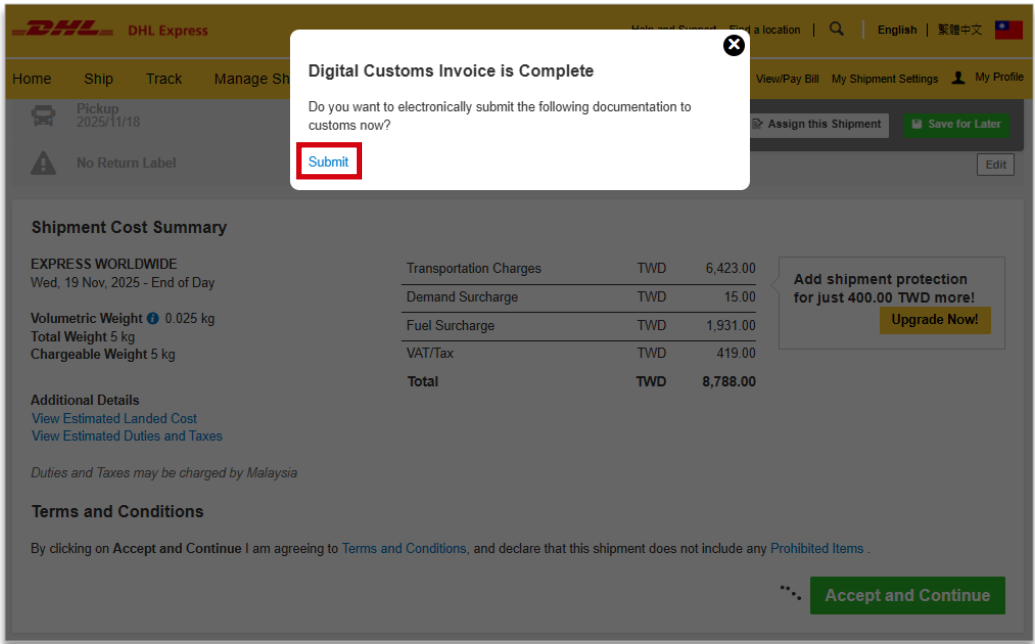 DHL DHL Express
Help and Support Find a location | | English | 繁體中文
Home Ship Track Manage Sh View/Pay Bill My Shipment Settings My Profile
Digital Customs Invoice is Complete
Do you want to electronically submit the following documentation to
customs now?
Submit
Pickup
2025/11/18
Assign this Shipment Save for Later
No Return Label
Edit
Shipment Cost Summary
EXPRESS WORLDWIDE
Wed, 19 Nov, 2025 - End of Day
Volumetric Weight 0.025 kg
Total Weight 5 kg
Chargeable Weight 5 kg
Additional Details
View Estimated Landed Cost
View Estimated Duties and Taxes
Duties and Taxes may be charged by Malaysia
Transportation Charges TWD 6,423.00
Demand Surcharge TWD 15.00
Fuel Surcharge TWD 1,931.00
VAT/Tax TWD 419.00
Total TWD 8,788.00
Add shipment protection
for just 400.00 TWD more!
Upgrade Now!
Terms and Conditions
By clicking on Accept and Continue I am agreeing to Terms and Conditions, and declare that this shipment does not include any Prohibited Items .
Accept and Continue